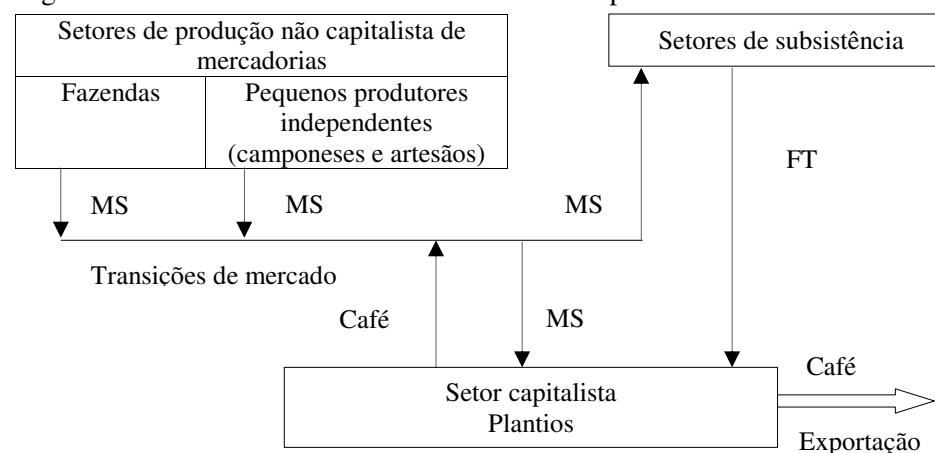 Setores de produção não capitalista de
mercadorias
Fazendas
Pequenos produtores
independentes
(camponeses e artesãos)
Setores de subsistência
FT
MS
MS
MS
Transições de mercado
Café
MS
Setor capitalista
Plantios
Café
Exportação